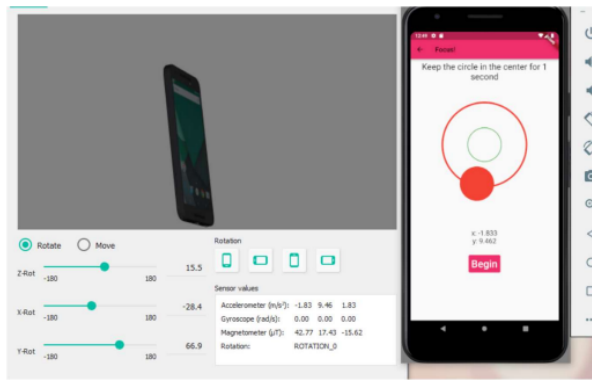 12:49
Focus!
Keep the circle in the center for 1
second
x:-1.833
y: 9.462
Begin
Rotate
Move
Z-Rot
-180
180
15.5
X-Rot
-180
180
-28.4
Y-Rot
-180
180
66.9
Rotation
Sensor values
Accelerometer (m/s²): -1.83 9.46 1.83
Gyroscope (rad/s): 0.00 0.00 0.00
Magnetometer (μT): 42.77 17.43 -15.62
Rotation: ROTATION_0